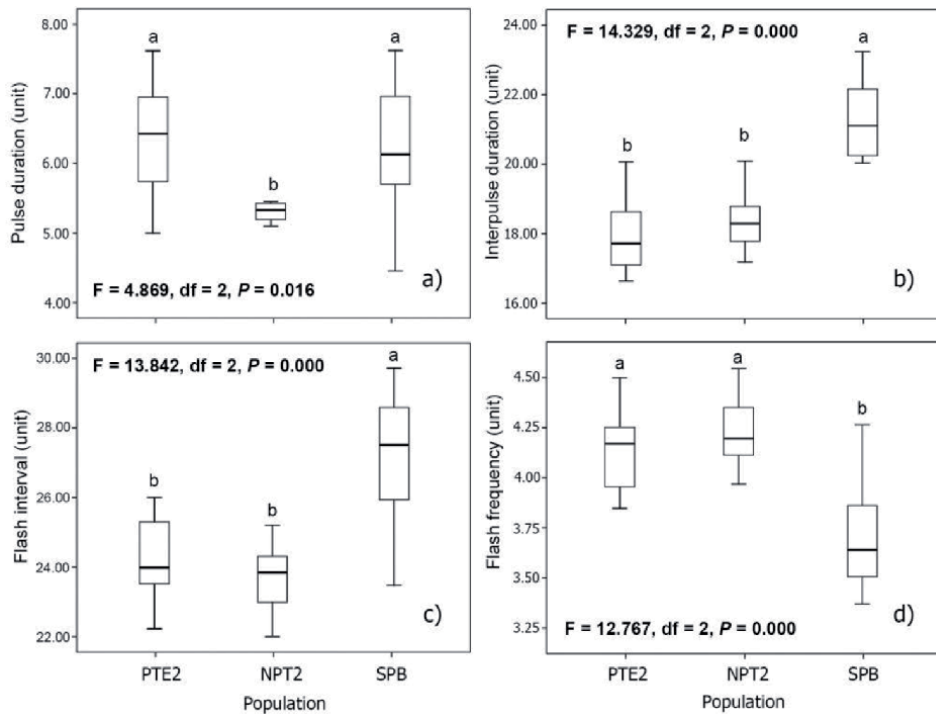 8.00
7.00
6.00
5.00
4.00
Pulse duration (unit)
a
b
a
F = 4.869, df = 2, P = 0.016
a)
24.00
22.00
20.00
18.00
16.00
Interpulse duration (unit)
F = 14.329, df = 2, P = 0.000
b
b
a
b)
30.00
28.00
26.00
24.00
22.00
Flash interval (unit)
F = 13.842, df = 2, P = 0.000
b
b
a
c)
PTE2 NPT2 SPB
Population
4.50
4.25
4.00
3.75
3.50
3.25
Flash frequency (unit)
a
a
b
F = 12.767, df = 2, P = 0.000
d)
PTE2 NPT2 SPB
Population